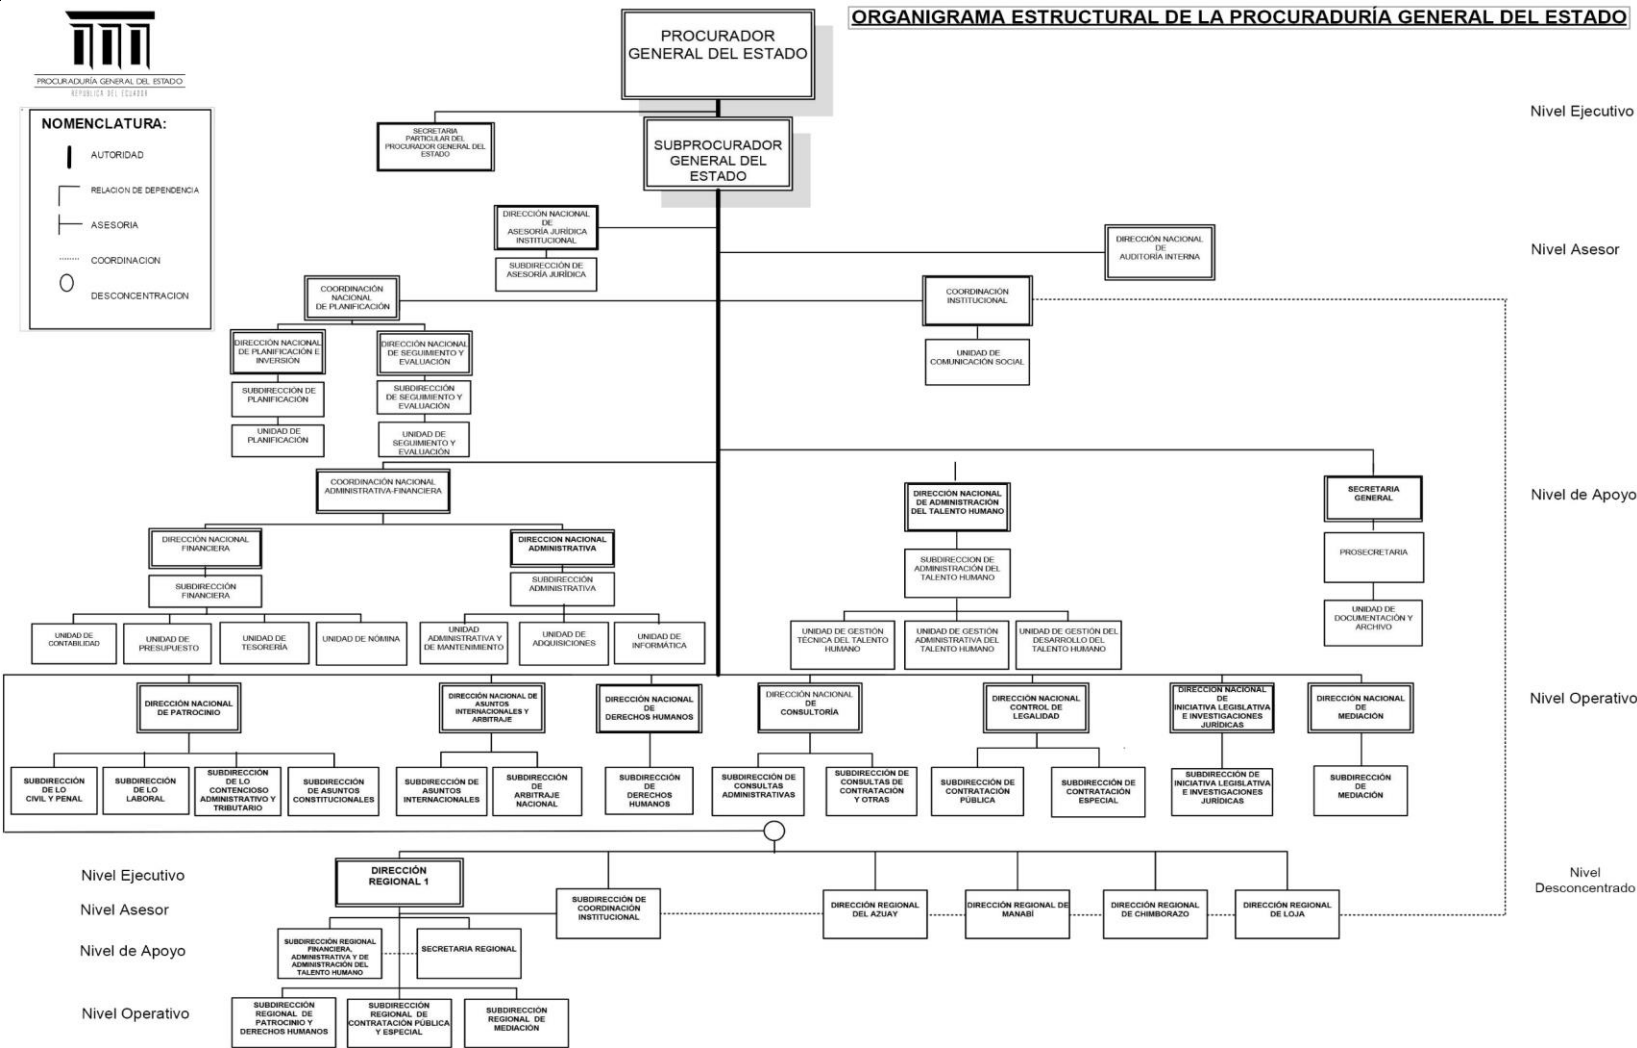 ORGANIGRAMA ESTRUCTURAL DE LA PROCURADURÍA GENERAL DEL ESTADO
PROCURADURÍA GENERAL DEL ESTADO
REPÚBLICA DEL ECUADOR
NOMENCLATURA:
AUTORIDAD
RELACION DE DEPENDENCIA
ASESORIA
COORDINACION
DESCONCENTRACION
PROCURADOR
GENERAL DEL ESTADO
Nivel Ejecutivo
SECRETARIA
PARTICULAR DEL
PROCURADOR GENERAL DEL
ESTADO
SUBPROCURADOR
GENERAL DEL
ESTADO
DIRECCIÓN NACIONAL
DE
ASESORÍA JURÍDICA
INSTITUCIONAL
SUBDIRECCIÓN DE
ASESORÍA JURÍDICA
DIRECCIÓN NACIONAL
DE
AUDITORÍA INTERNA
Nivel Asesor
COORDINACIÓN
NACIONAL
DE PLANIFICACIÓN
COORDINACIÓN
INSTITUCIONAL
DIRECCIÓN NACIONAL
DE PLANIFICACIÓN E
INVERSIÓN
DIRECCIÓN NACIONAL
DE SEGUIMIENTO Y
EVALUACIÓN
UNIDAD DE
COMUNICACIÓN SOCIAL
SUBDIRECCIÓN DE
PLANIFICACIÓN
SUBDIRECCIÓN
DE SEGUIMIENTO Y
EVALUACIÓN
UNIDAD DE
PLANIFICACIÓN
UNIDAD DE
SEGUIMIENTO Y
EVALUACIÓN
COORDINACIÓN NACIONAL
ADMINISTRATIVA-FINANCIERA
DIRECCIÓN NACIONAL
DE ADMINISTRACIÓN
DEL TALENTO HUMANO
SECRETARIA
GENERAL
Nivel de Apoyo
DIRECCIÓN NACIONAL
FINANCIERA
DIRECCION NACIONAL
ADMINISTRATIVA
SUBDIRECCION DE
ADMINISTRACIÓN DEL
TALENTO HUMANO
PROSECRETARIA
SUBDIRECCIÓN
FINANCIERA
SUBDIRECCIÓN
ADMINISTRATIVA
UNIDAD DE
DOCUMENTACIÓN Y
ARCHIVO
UNIDAD DE
CONTABILIDAD
UNIDAD DE
PRESUPUESTO
UNIDAD DE
TESORERÍA
UNIDAD DE NÓMINA
UNIDAD
ADMINISTRATIVA Y
DE MANTENIMIENTO
UNIDAD DE
ADQUISICIONES
UNIDAD DE
INFORMÁTICA
UNIDAD DE GESTIÓN
TÉCNICA DEL TALENTO
HUMANO
UNIDAD DE GESTIÓN
ADMINISTRATIVA DEL
TALENTO HUMANO
UNIDAD DE GESTIÓN DEL
DESARROLLO DEL
TALENTO HUMANO
DIRECCIÓN NACIONAL
DE PATROCINIO
DIRECCIÓN NACIONAL DE
ASUNTOS
INTERNACIONALES Y
ARBITRAJE
DIRECCIÓN NACIONAL
DE
DERECHOS HUMANOS
DIRECCIÓN NACIONAL
DE
CONSULTORÍA
DIRECCIÓN NACIONAL
CONTROL DE
LEGALIDAD
DIRECCION NACIONAL
DE
INICIATIVA LEGISLATIVA
E INVESTIGACIONES
JURÍDICAS
DIRECCIÓN NACIONAL
DE
MEDIACIÓN
Nivel Operativo
SUBDIRECCIÓN
DE LO
CIVIL Y PENAL
SUBDIRECCIÓN
DE LO
LABORAL
SUBDIRECCIÓN
DE LO
CONTENCIOSO
ADMINISTRATIVO Y
TRIBUTARIO
SUBDIRECCIÓN
DE ASUNTOS
CONSTITUCIONALES
SUBDIRECCIÓN DE
ASUNTOS
INTERNACIONALES
SUBDIRECCIÓN
DE
ARBITRAJE
NACIONAL
SUBDIRECCIÓN
DE
DERECHOS
HUMANOS
SUBDIRECCIÓN DE
CONSULTAS
ADMINISTRATIVAS
SUBDIRECCIÓN DE
CONSULTAS DE
CONTRATACIÓN
Y OTRAS
SUBDIRECCIÓN DE
CONTRATACIÓN
PÚBLICA
SUBDIRECCIÓN DE
CONTRATACIÓN
ESPECIAL
SUBDIRECCIÓN DE
INICIATIVA LEGISLATIVA
E INVESTIGACIONES
JURÍDICAS
SUBDIRECCIÓN
DE
MEDIACIÓN
Nivel Ejecutivo
DIRECCIÓN
REGIONAL 1
Nivel
Desconcentrado
Nivel Asesor
SUBDIRECCIÓN DE
COORDINACIÓN
INSTITUCIONAL
DIRECCIÓN REGIONAL
DEL AZUAY
DIRECCIÓN REGIONAL DE
MANABÍ
DIRECCIÓN REGIONAL
DE CHIMBORAZO
DIRECCIÓN REGIONAL
DE LOJA
Nivel de Apoyo
SUBDIRECCIÓN REGIONAL
FINANCIERA,
ADMINISTRATIVA Y DE
ADMINISTRACIÓN DEL
TALENTO HUMANO
SECRETARIA REGIONAL
Nivel Operativo
SUBDIRECCIÓN
REGIONAL DE
PATROCINIO Y
DERECHOS HUMANOS
SUBDIRECCIÓN
REGIONAL DE
CONTRATACIÓN PÚBLICA
Y ESPECIAL
SUBDIRECCIÓN
REGIONAL DE
MEDIACIÓN